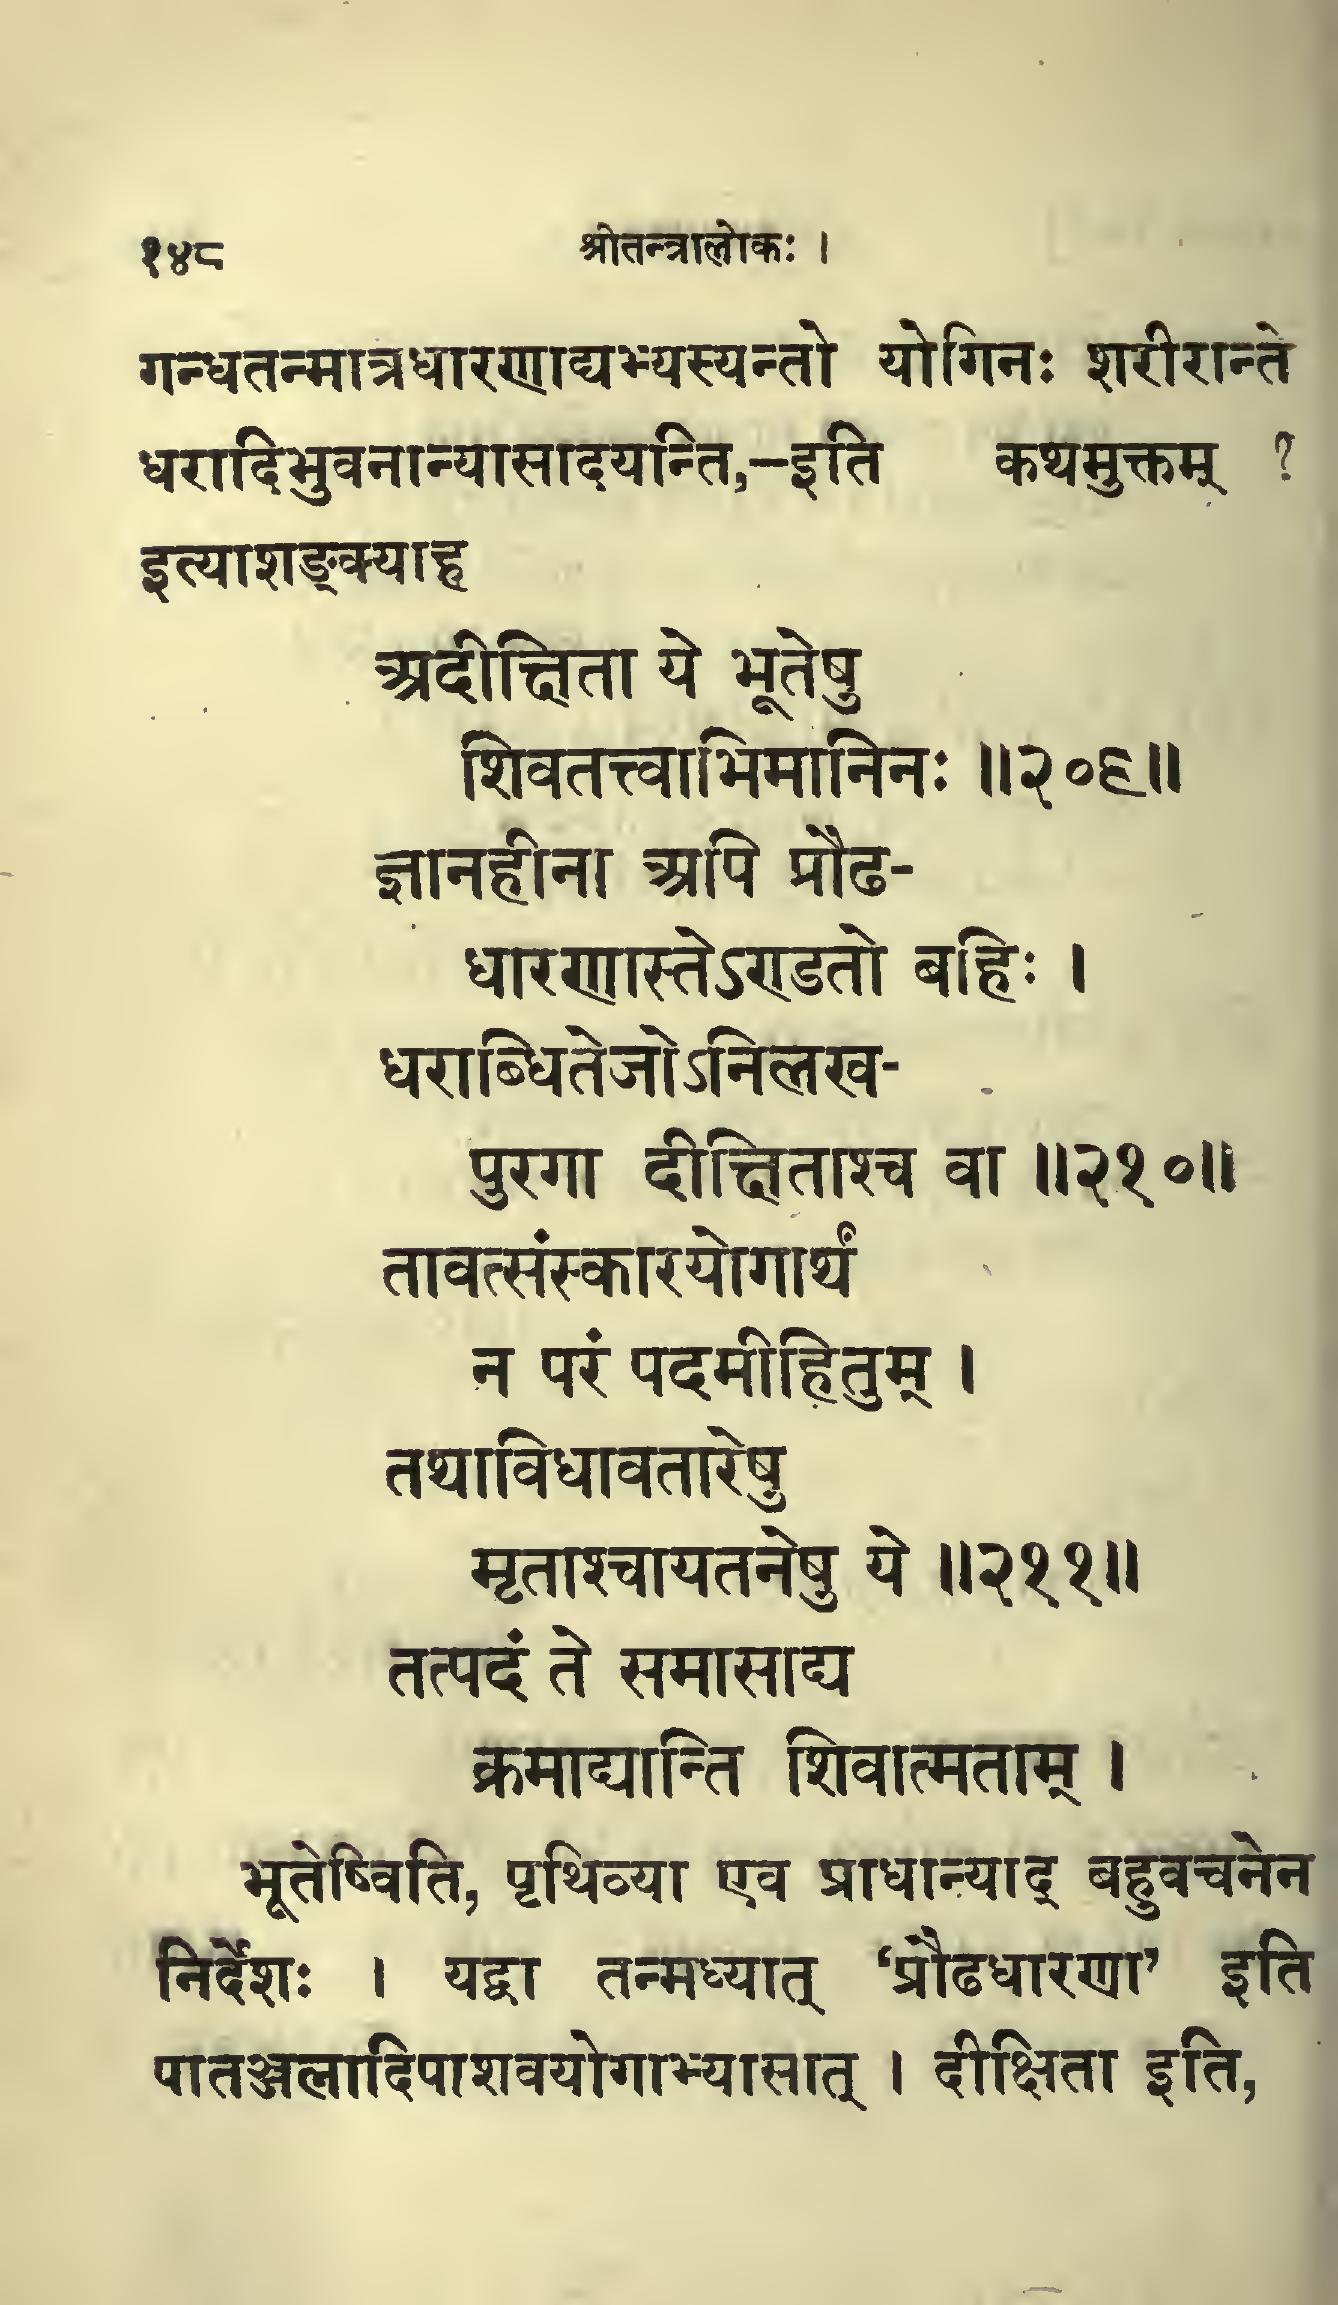 १४८ श्रीतन्त्रालोकः ।
गन्धतन्मात्रधारणाद्यभ्यस्यन्तो योगिनः शरीरान्ते
धरादिभुवनान्यासादयन्ति,—इति कथमुक्तम् ?
इत्याशङ्क्याह
अदीक्षिता ये भूतेषु
शिवतत्त्वाभिमानिनः ॥२०९॥
ज्ञानहीना अपि प्रौढ-
धारणास्तेऽण्डतो बहिः ।
धराब्धितेजोऽनिलख-
पुरगा दीक्षिताश्च वा ॥२१०॥
तावत्संस्कारयोगार्थं
न परं पदमीहितुम् ।
तथाविधावतारेषु
मृताश्चायतनेषु ये ॥२११॥
तत्पदं ते समासाद्य
क्रमाद्यान्ति शिवात्मताम् ।
भूतेष्विति, पृथिव्या एव प्राधान्याद् बहुवचनेन
निर्देशः । यद्वा तन्मध्यात् ‘प्रौढधारणा’ इति
पातञ्जलादिपाशवयोगाभ्यासात् । दीक्षिता इति,